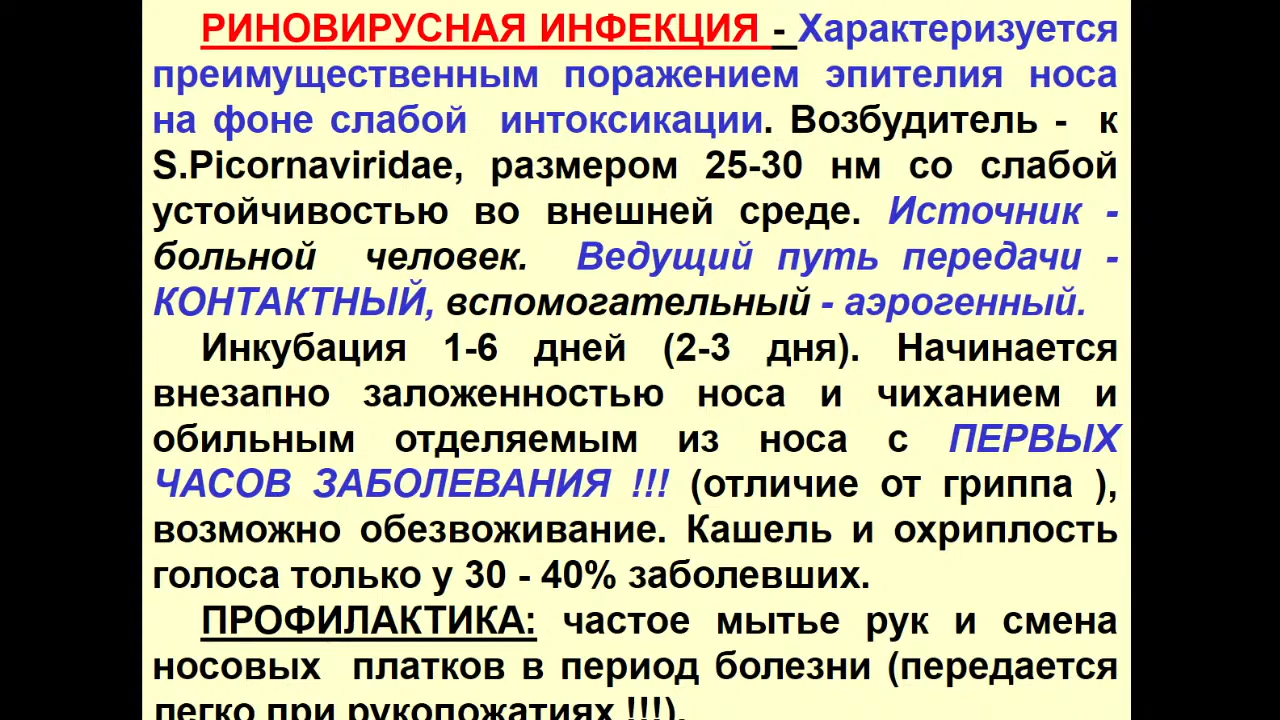 РИНОВИРУСНАЯ ИНФЕКЦИЯ - Характеризуется
преимущественным поражением эпителия носа
на фоне слабой интоксикации. Возбудитель - к
S.Picornaviridae, размером 25-30 нм со слабой
устойчивостью во внешней среде. Источник -
больной человек. Ведущий путь передачи -
КОНТАКТНЫЙ, вспомогательный - аэрогенный.
Инкубация 1-6 дней (2-3 дня). Начинается
внезапно заложенностью носа и чиханием и
обильным отделяемым из носа с ПЕРВЫХ
ЧАСОВ ЗАБОЛЕВАНИЯ !!! (отличие от гриппа ),
возможно обезвоживание. Кашель и охриплость
голоса только у 30 - 40% заболевших.
ПРОФИЛАКТИКА: частое мытье рук и смена
носовых платков в период болезни (передается
легко при рукопожатиях !!!).